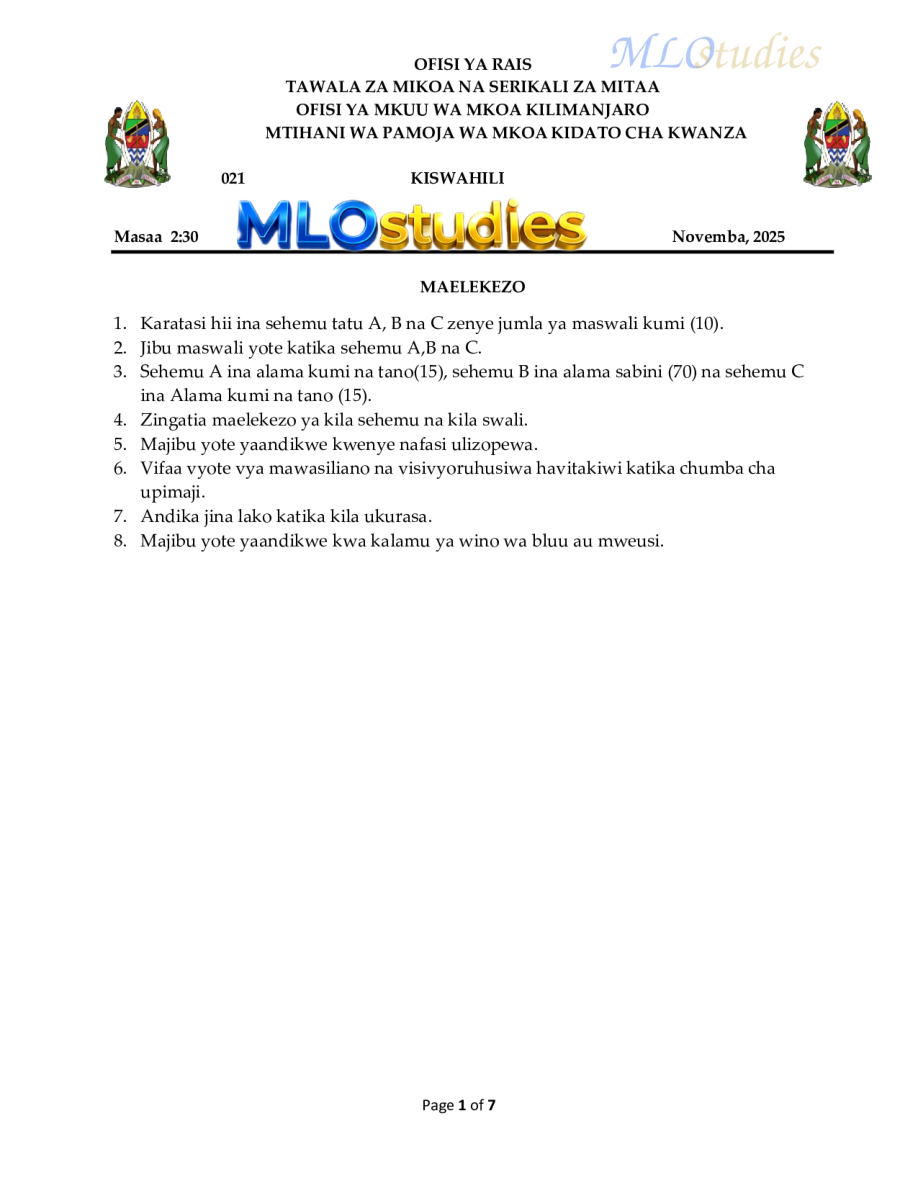 MLOstudies
OFISI YA RAIS
TAWALA ZA MIKOA NA SERIKALI ZA MITAA
OFISI YA MKUU WA MKOA KILIMANJARO
MTIHANI WA PAMOJA WA MKOA KIDATO CHA KWANZA
021 KISWAHILI
MLOstudies
Masaa 2:30 Novemba, 2025
MAELEKEZO
1. Karatasi hii ina sehemu tatu A, B na C zenye jumla ya maswali kumi (10).
2. Jibu maswali yote katika sehemu A,B na C.
3. Sehemu A ina alama kumi na tano(15), sehemu B ina alama sabini (70) na sehemu C
ina Alama kumi na tano (15).
4. Zingatia maelekezo ya kila sehemu na kila swali.
5. Majibu yote yaandikwe kwenye nafasi ulizopewa.
6. Vifaa vyote vya mawasiliano na visivyoruhusiwa havitakiwi katika chumba cha
upimaji.
7. Andika jina lako katika kila ukurasa.
8. Majibu yote yaandikwe kwa kalamu ya wino wa bluu au mweusi.
Page 1 of 7